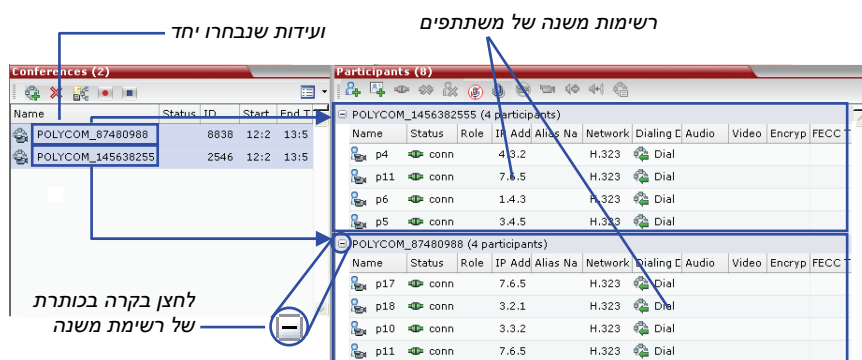 רשימות משנה של משתתפים
ועידות שנבחרו יחד
Conferences (2)
Name Status ID Start End T
POLYCOM_87480988 8838 12:2 13:5
POLYCOM_145638255 2546 12:2 13:5
Participants (8)
POLYCOM_1456382555 (4 participants)
Name Status Role IP Add Alias Na Network Dialing D Audio Video Encryp FECC T
p4 conn 4.3.2 H.323 Dial
p11 conn 7.6.5 H.323 Dial
p6 conn 1.4.3 H.323 Dial
p5 conn 3.4.5 H.323 Dial
POLYCOM_87480988 (4 participants)
Name Status Role IP Add Alias Na Network Dialing D Audio Video Encryp FECC T
p17 conn 7.6.5 H.323 Dial
p18 conn 3.2.1 H.323 Dial
p10 conn 3.3.2 H.323 Dial
p11 conn 7.6.5 H.323 Dial
לחצן בקרה בכותרת
של רשימת משנה